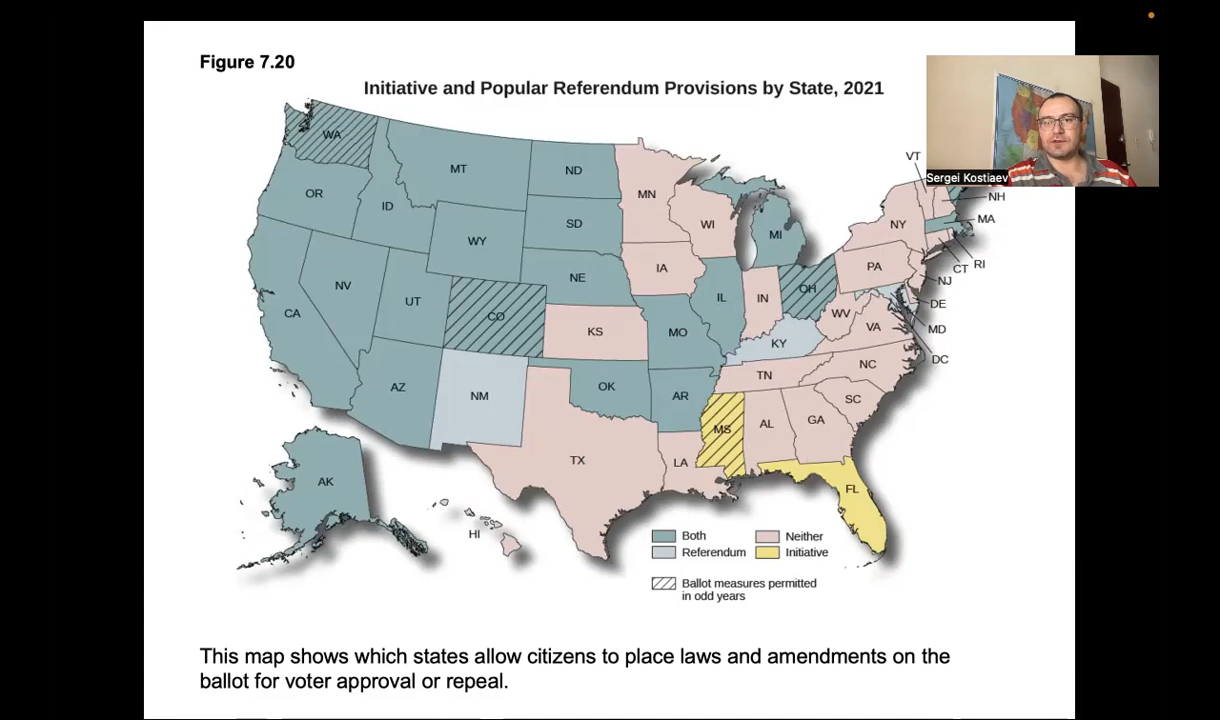 Figure 7.20
Initiative and Popular Referendum Provisions by State, 2021
Sergei Kostiaev
WA
MT
ND
OR
ID
SD
WY
MN
WI
MI
VT
NH
MA
NY
RI
CT
NJ
PA
IA
NE
NV
UT
CO
CA
KS
MO
IL
IN
OH
WV
VA
DE
MD
DC
KY
AZ
NM
OK
AR
TN
NC
SC
MS
AL
GA
TX
LA
FL
AK
HI
Both
Neither
Referendum
Initiative
Ballot measures permitted
in odd years
This map shows which states allow citizens to place laws and amendments on the
ballot for voter approval or repeal.